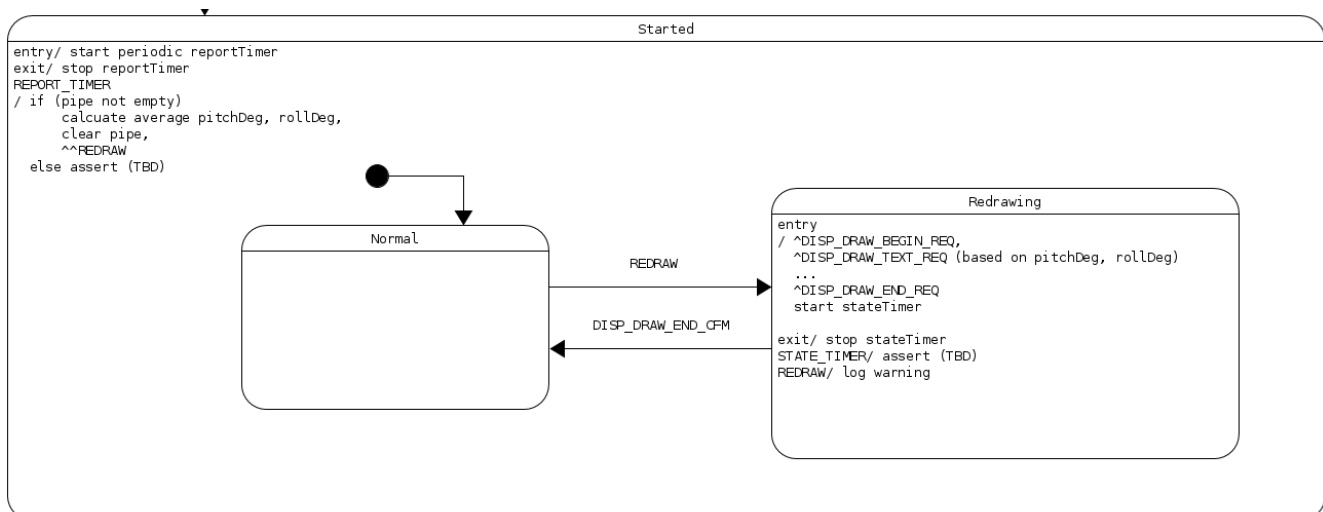 Started
entry/ start periodic reportTimer
exit/ stop reportTimer
REPORT_TIMER
/ if (pipe not empty)
calcuate average pitchDeg, rollDeg,
clear pipe,
^^REDRAW
else assert (TBD)
Normal
REDRAW
DISP_DRAW_END_CFM
Redrawing
entry
/ ^DISP_DRAW_BEGIN_REQ,
^DISP_DRAW_TEXT_REQ (based on pitchDeg, rollDeg)
...
^DISP_DRAW_END_REQ
start stateTimer
exit/ stop stateTimer
STATE_TIMER/ assert (TBD)
REDRAW/ log warning